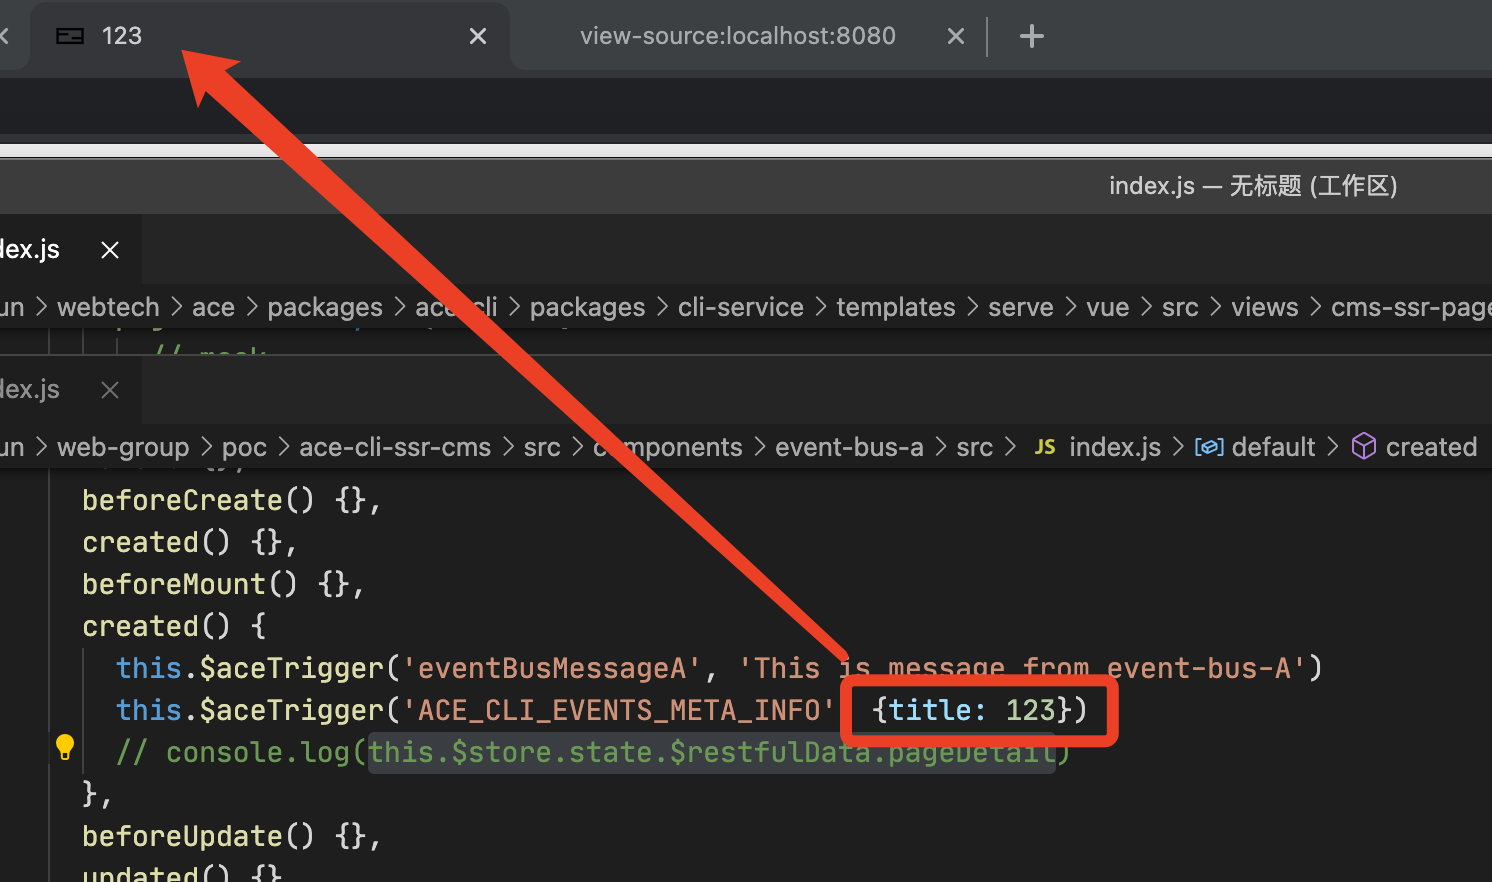 123 view-source:localhost:8080
index.js — 无标题 (工作区)
dex.js
un > webtech > ace > packages > ace-cli > packages > cli-service > templates > serve > vue > src > views > cms-ssr-page
// mock
dex.js
un > web-group > poc > ace-cli-ssr-cms > src > components > event-bus-a > src > JS index.js > default > created
beforeCreate() {},
created() {},
beforeMount() {},
created() {
this.$aceTrigger('eventBusMessageA', 'This is message from event-bus-A')
this.$aceTrigger('ACE_CLI_EVENTS_META_INFO' {title: 123})
// console.log(this.$store.state.$restfulData.pageDetail)
},
beforeUpdate() {},
updated() {}